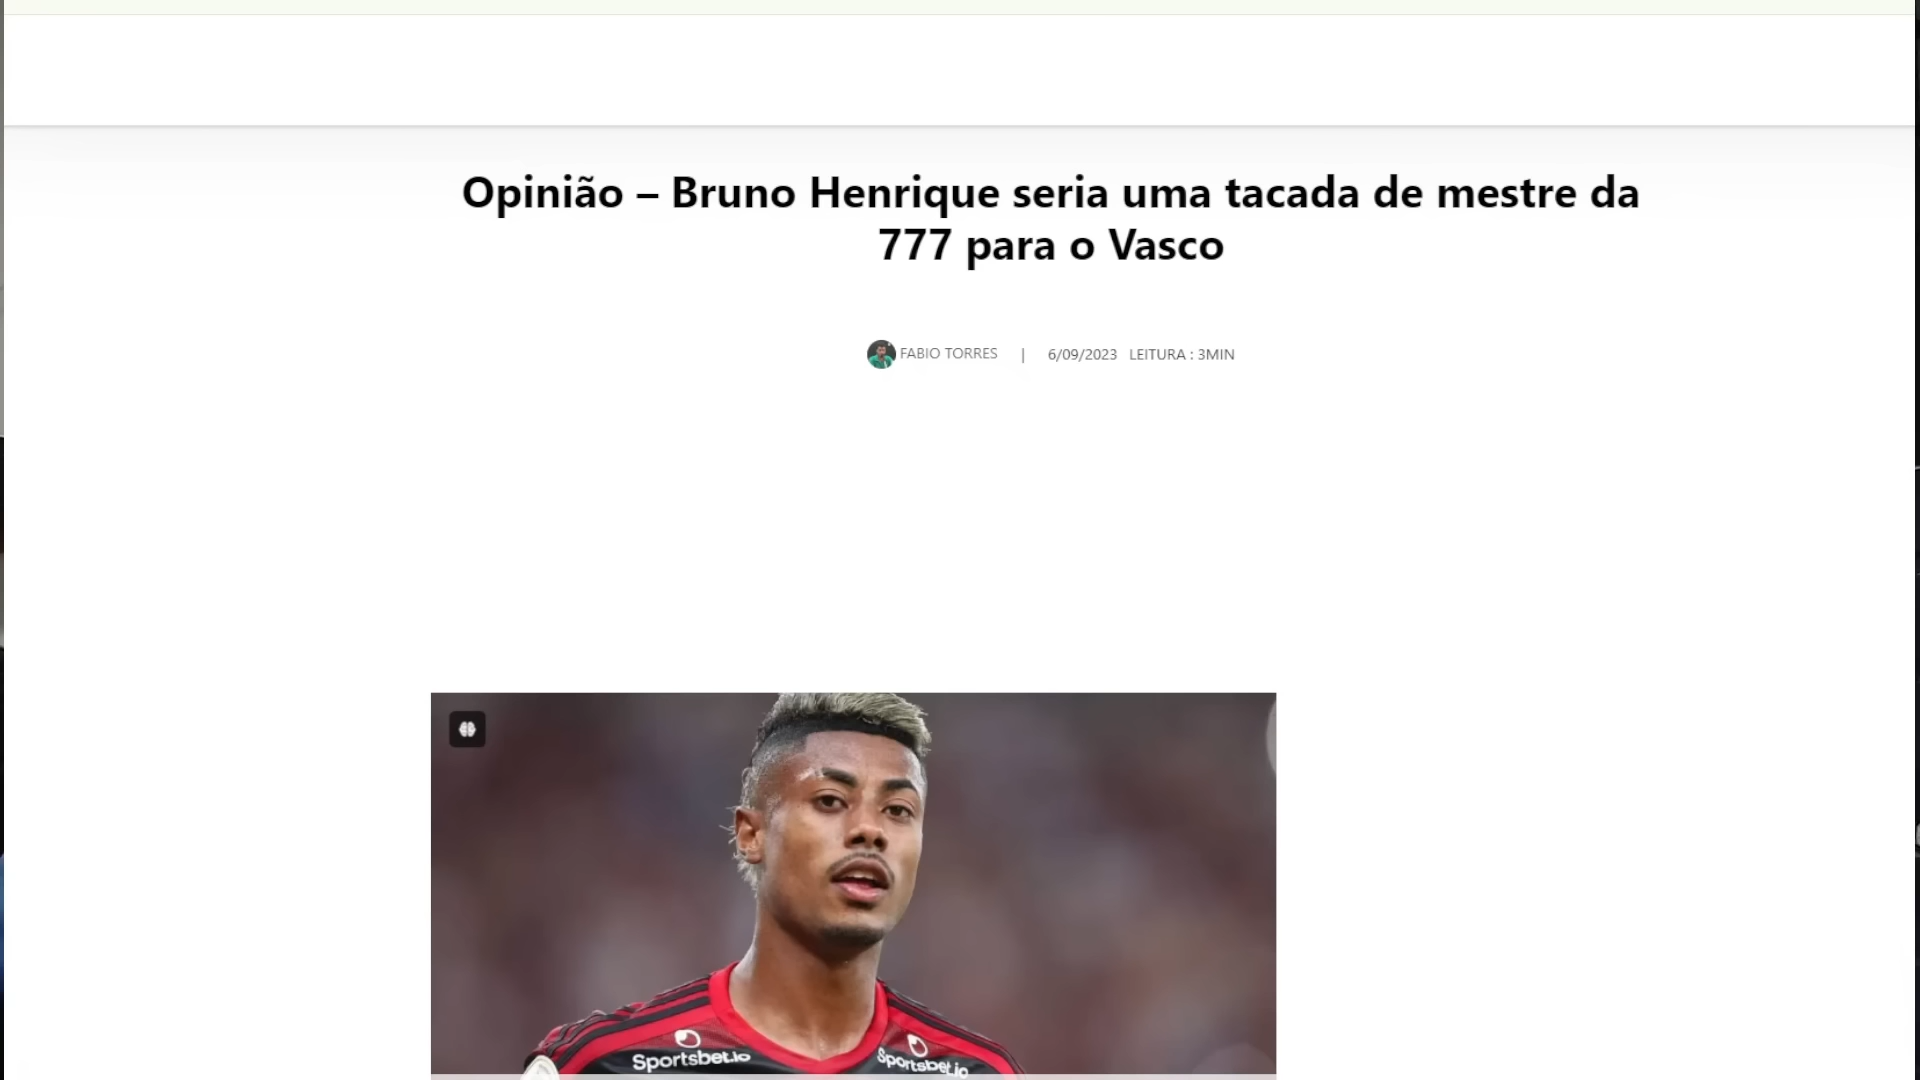 Opinião – Bruno Henrique seria uma tacada de mestre da
777 para o Vasco
FABIO TORRES | 6/09/2023 LEITURA : 3MIN
Sportsbet.io Sportsbet.io